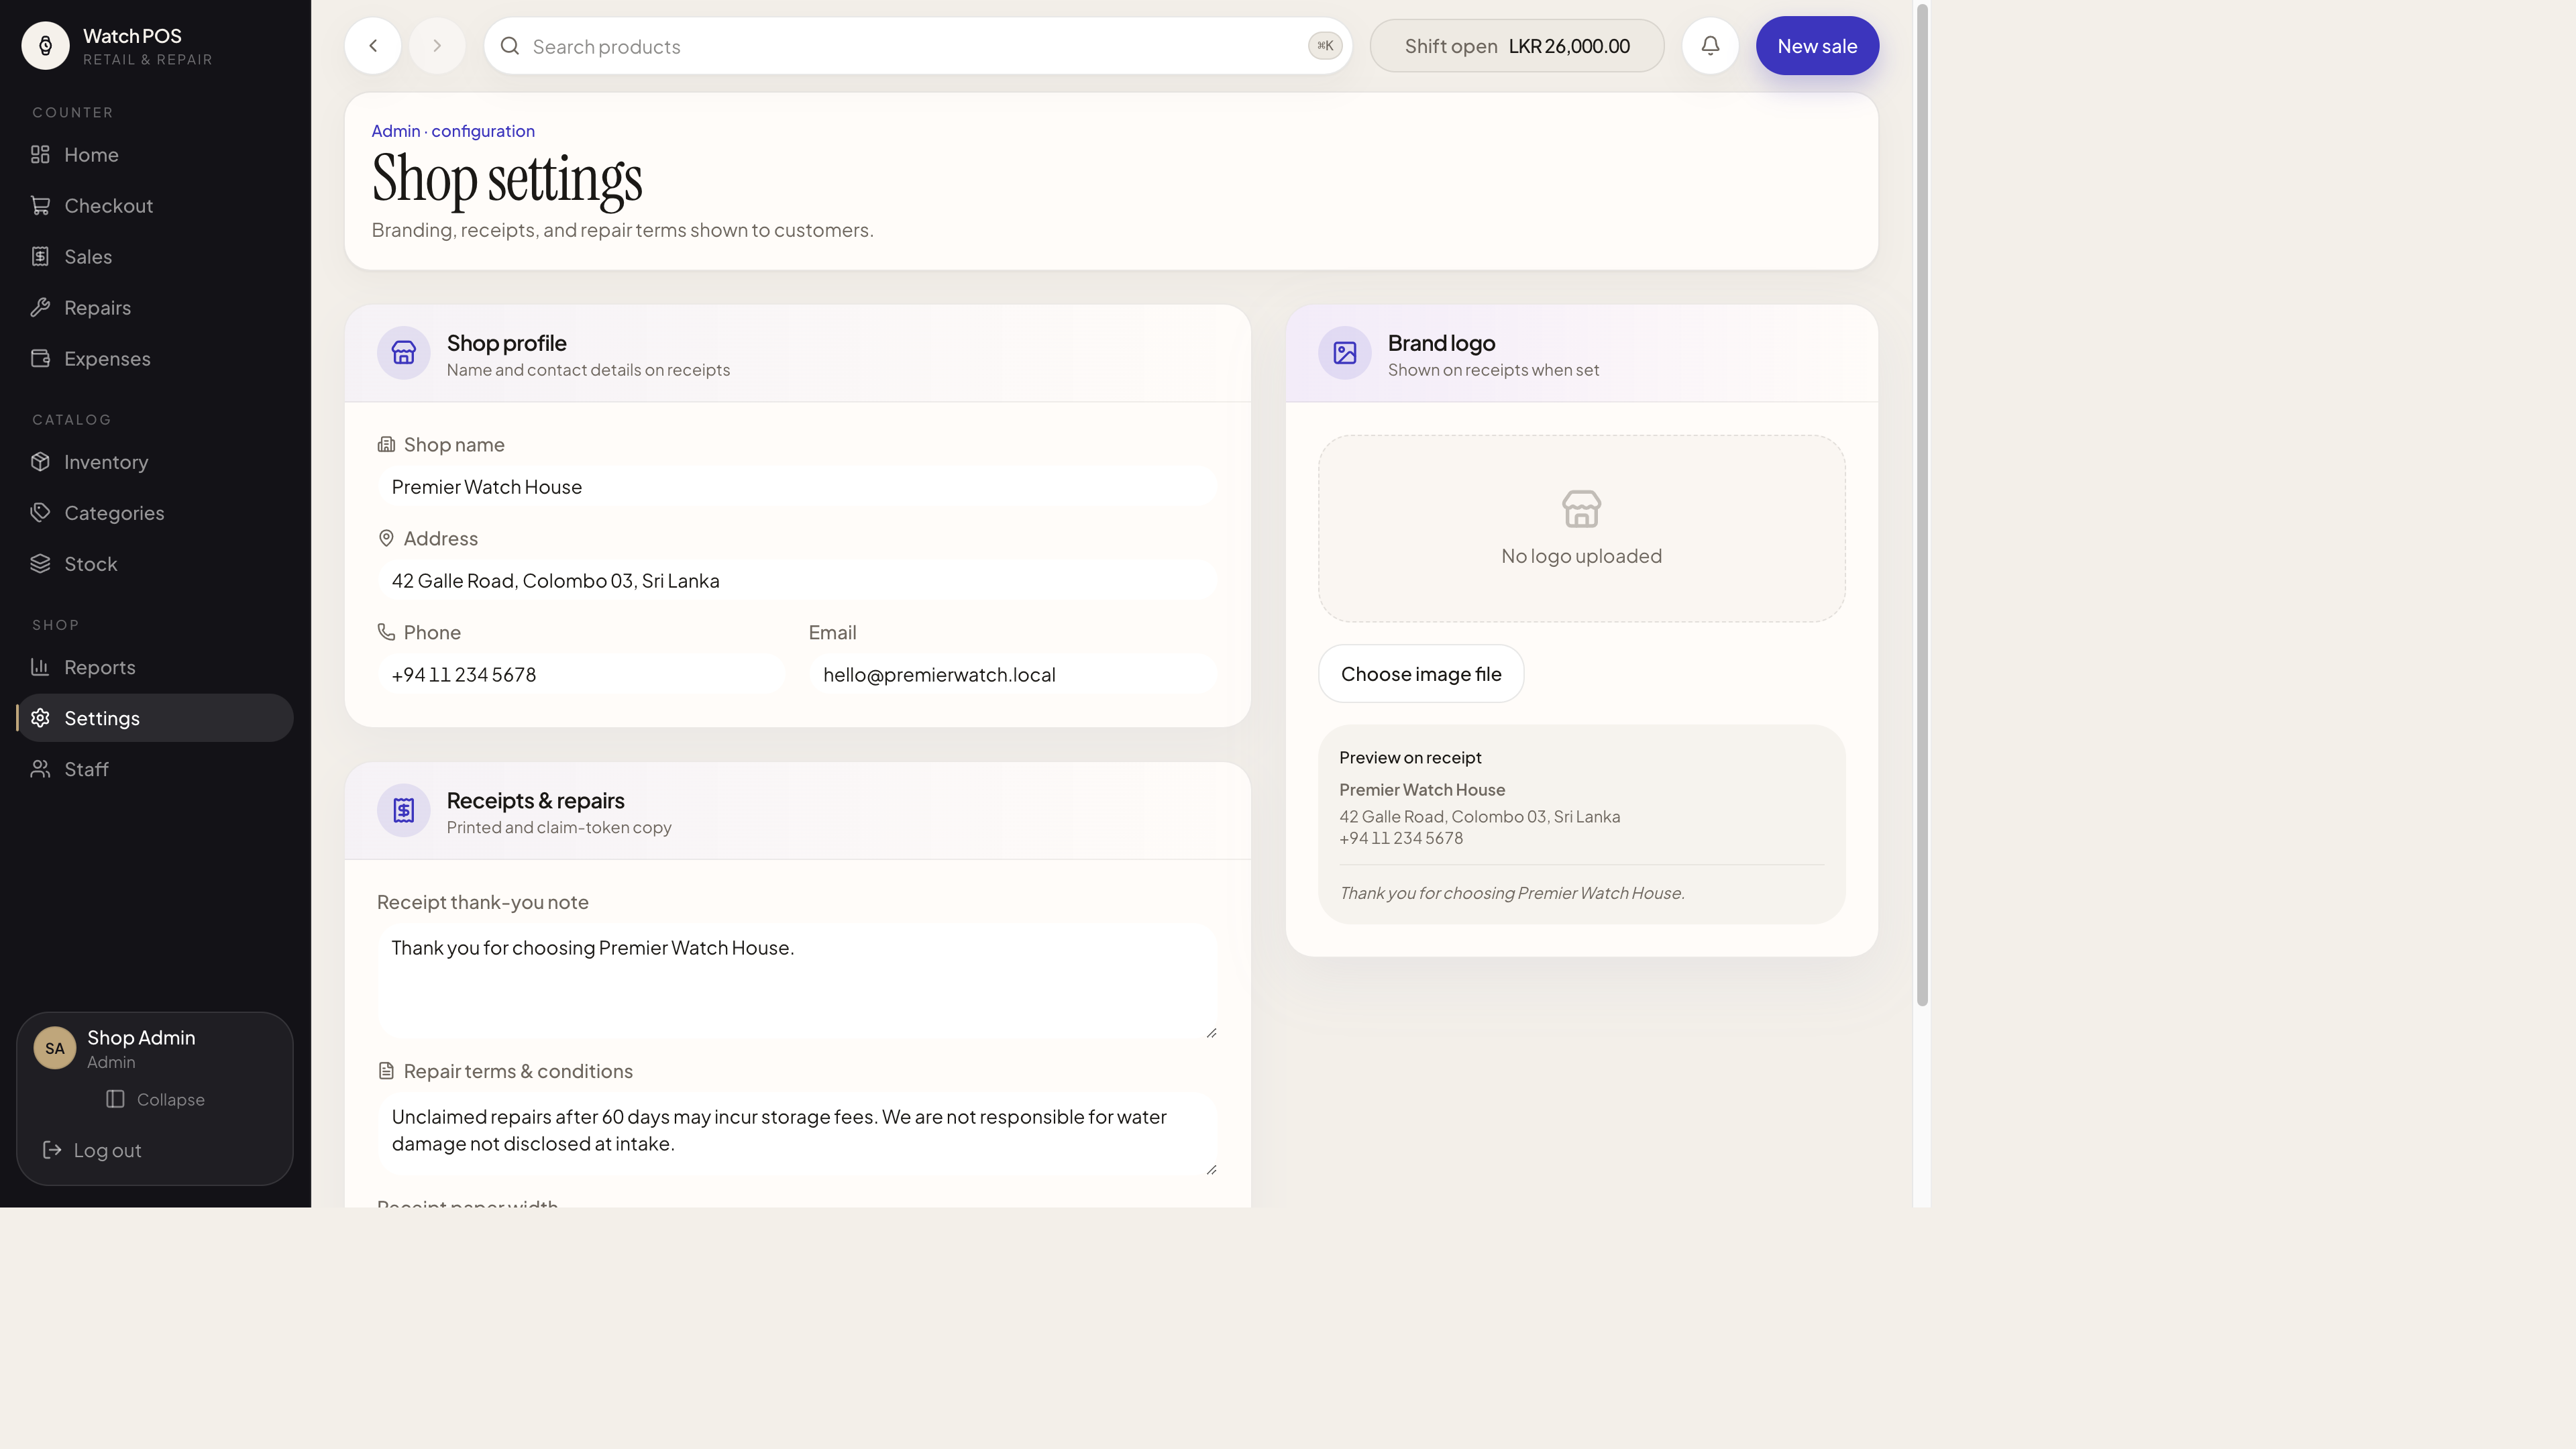 Watch POS
RETAIL & REPAIR
COUNTER
Home
Checkout
Sales
Repairs
Expenses
CATALOG
Inventory
Categories
Stock
SHOP
Reports
Settings
Staff
SA
Shop Admin
Admin
Collapse
Log out
Search products
⌘K
Shift open LKR 26,000.00
New sale
Admin · configuration
Shop settings
Branding, receipts, and repair terms shown to customers.
Shop profile
Name and contact details on receipts
Shop name
Premier Watch House
Address
42 Galle Road, Colombo 03, Sri Lanka
Phone
+94 11 234 5678
Email
hello@premierwatch.local
Receipts & repairs
Printed and claim-token copy
Receipt thank-you note
Thank you for choosing Premier Watch House.
Repair terms & conditions
Unclaimed repairs after 60 days may incur storage fees. We are not responsible for water
damage not disclosed at intake.
Receipt paper width
Brand logo
Shown on receipts when set
No logo uploaded
Choose image file
Preview on receipt
Premier Watch House
42 Galle Road, Colombo 03, Sri Lanka
+94 11 234 5678
Thank you for choosing Premier Watch House.